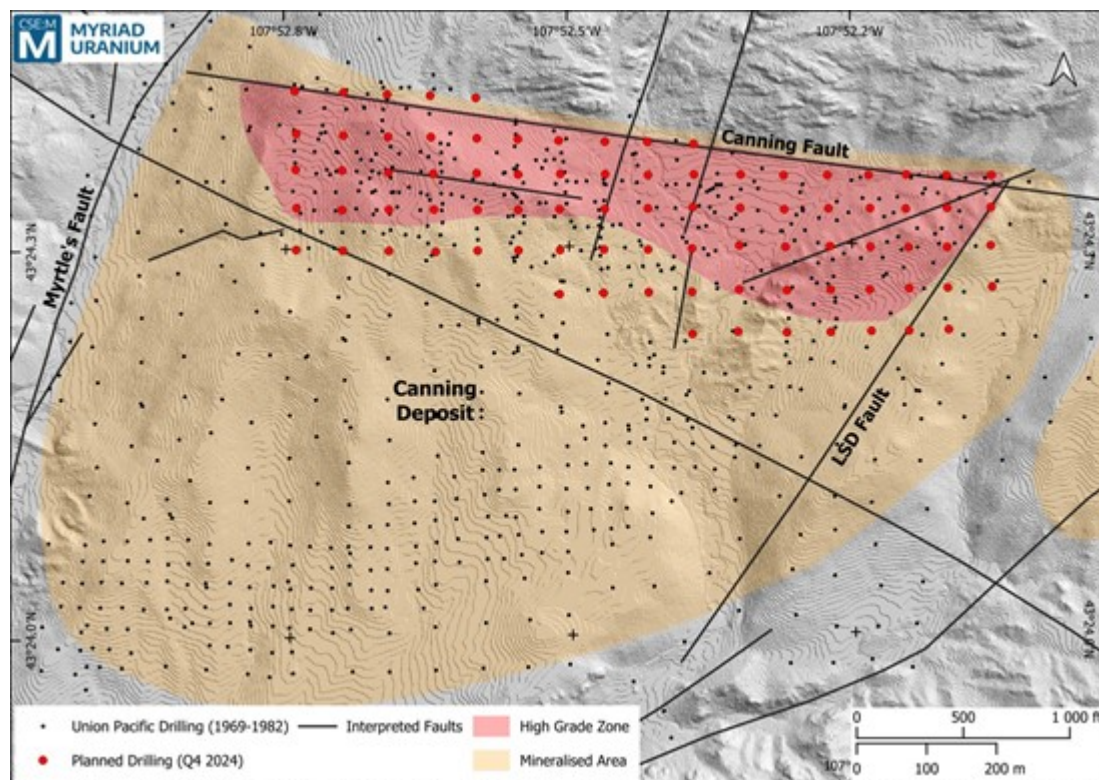 CSE:M
M
MYRIAD
URANIUM
107°52.8'W
107°52.5'W
107°52.2'W
Canning Fault
Myrtle's Fault
43°24.3'N
43°24.3'N
Canning
Deposit
LSD Fault
43°24.0'N
43°24.0'N
Union Pacific Drilling (1969-1982)
Interpreted Faults
High Grade Zone
Planned Drilling (Q4 2024)
Mineralised Area
0 500 1 000 ft
0 100 200 m
107°